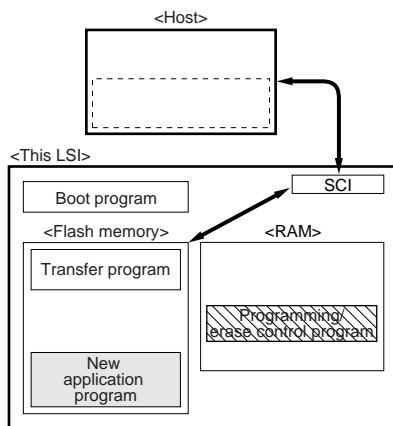 <Host>
<This LSI>
SCI
Boot program
<Flash memory>
<RAM>
Transfer program
Programming/
erase control program
New
application
program